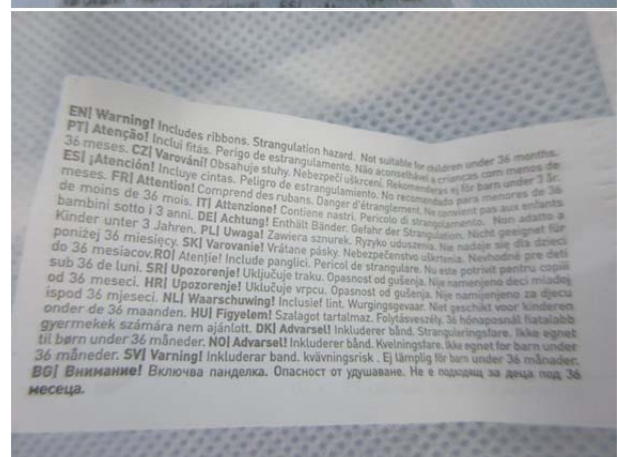 EN| Warning! Includes ribbons. Strangulation hazard. Not suitable for children under 36 months.
PT| Atenção! Inclui fitas. Perigo de estrangulamento. Não aconselhável a crianças com menos de
36 meses. CZ| Varování! Obsahuje stuhy. Nebezpečí uškrcení. Rekomenderas ej för barn under 3 år.
ES| ¡Atención! Incluye cintas. Peligro de estrangulamiento. No recomendado para menores de 36
meses. FR| Attention! Comprend des rubans. Danger d'étranglement. Ne convient pas aux enfants
de moins de 36 mois. IT| Attenzione! Contiene nastri. Pericolo di strangolamento. Non adatto a
bambini sotto i 3 anni. DE| Achtung! Enthält Bänder. Gefahr der Strangulation. Nicht geeignet für
Kinder unter 3 Jahren. PL| Uwaga! Zawiera sznurek. Ryzyko uduszenia. Nie nadaje się dla dzieci
poniżej 36 miesięcy. SK| Varovanie! Vrátane pásky. Nebezpečenstvo uškrtenia. Nevhodné pre deti
do 36 mesiacov. RO| Atenție! Include panglici. Pericol de strangulare. Nu este potrivit pentru copiii
sub 36 de luni. SR| Upozorenje! Uključuje traku. Opasnost od gušenja. Nije namenjeno deci mlađoj
od 36 meseci. HR| Upozorenje! Uključuje vrpcu. Opasnost od gušenja. Nije namijenjeno za djecu
ispod 36 mjeseci. NL| Waarschuwing! Inclusief lint. Wurgingsgevaar. Niet geschikt voor kinderen
onder de 36 maanden. HU| Figyelem! Szalagot tartalmaz. Folytásveszély. 36 hónaposnál fiatalabb
gyermekek számára nem ajánlott. DK| Advarsel! Inkluderer bånd. Strangulering​sfare. Ikke egnet
til børn under 36 måneder. NO| Advarsel! Inkluderer bånd. Kvelningsfare. Ikke egnet for barn under
36 måneder. SV| Varning! Inkluderar band. kvävningsrisk . Ej lämplig för barn under 36 månader.
BG| Внимание! Включва панделка. Опасност от удушаване. Не е подходящ за деца под 36
месеца.